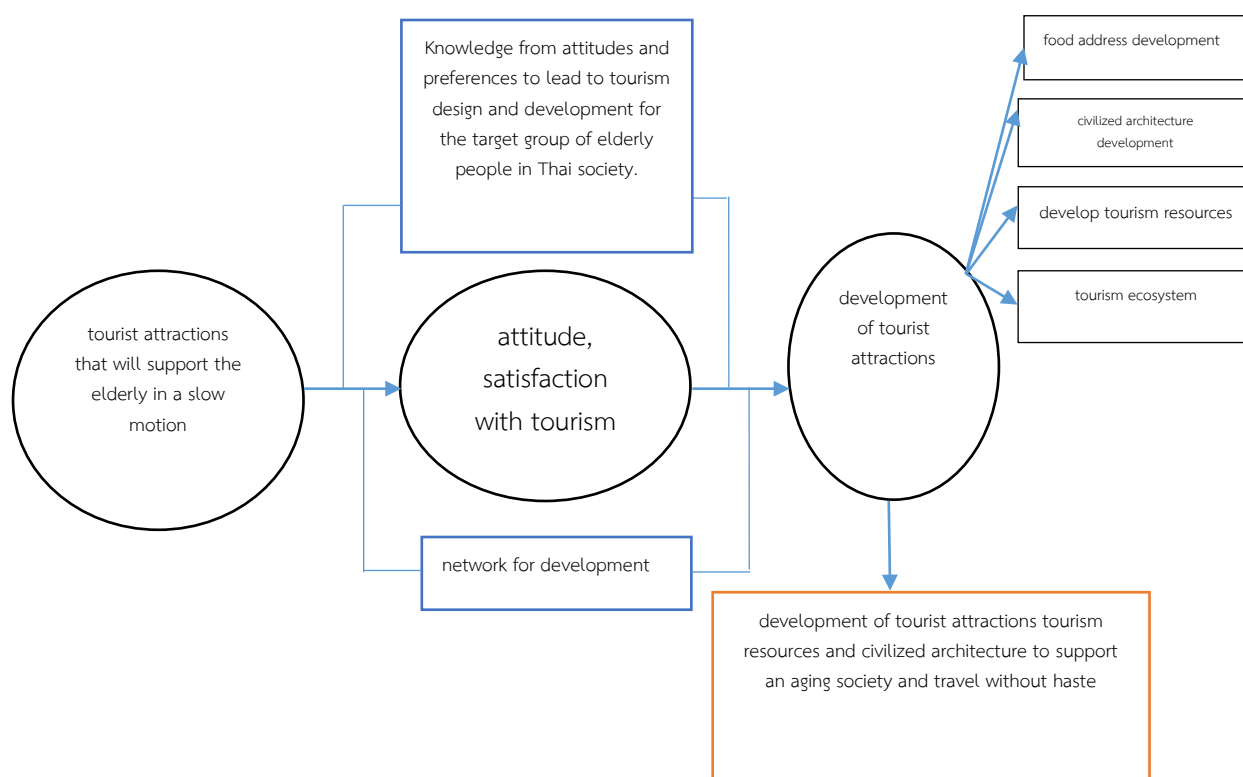 Knowledge from attitudes and
preferences to lead to tourism
design and development for
the target group of elderly
people in Thai society.
food address development
civilized architecture
development
develop tourism resources
tourism ecosystem
tourist attractions
that will support the
elderly in a slow
motion
attitude,
satisfaction
with tourism
development
of tourist
attractions
network for development
development of tourist attractions tourism
resources and civilized architecture to support
an aging society and travel without haste